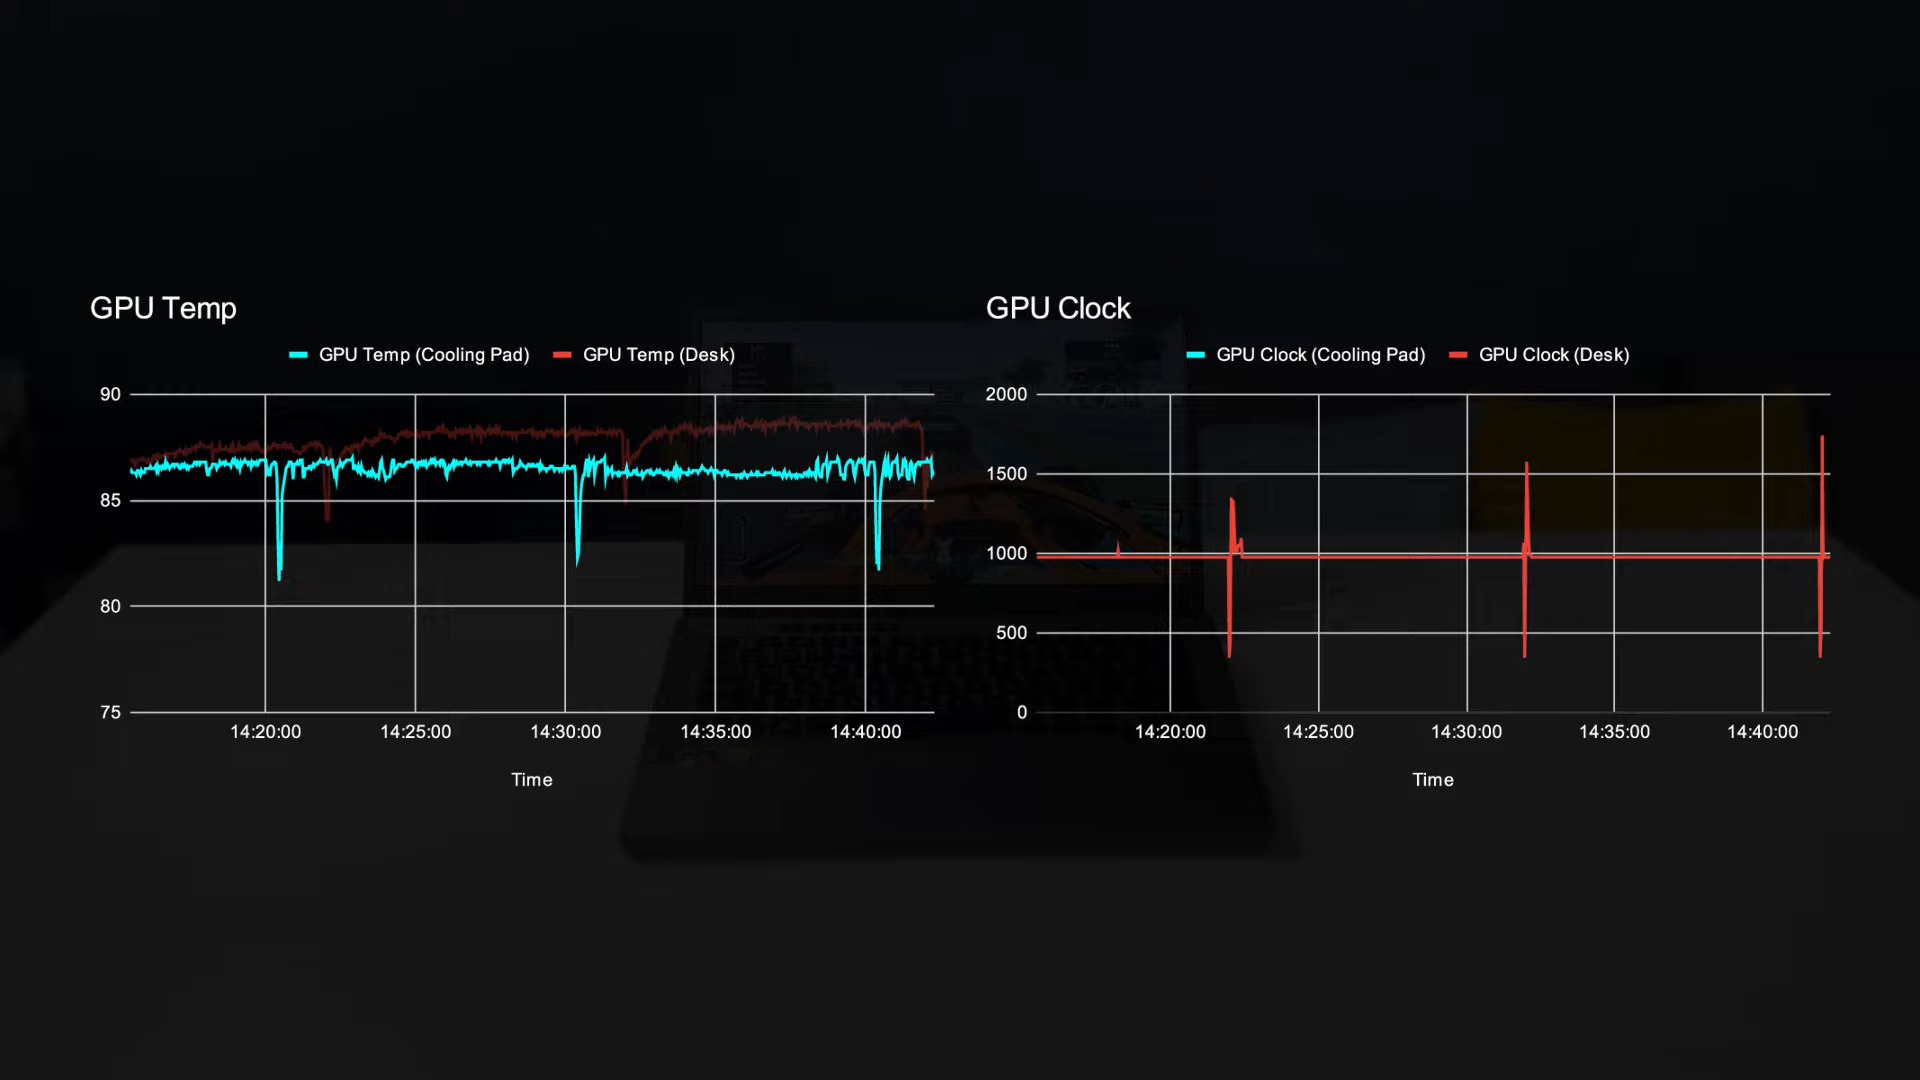 GPU Temp
GPU Temp (Cooling Pad) GPU Temp (Desk)
90
85
80
75
14:20:00 14:25:00 14:30:00 14:35:00 14:40:00
Time
GPU Clock
GPU Clock (Cooling Pad) GPU Clock (Desk)
2000
1500
1000
500
0
14:20:00 14:25:00 14:30:00 14:35:00 14:40:00
Time